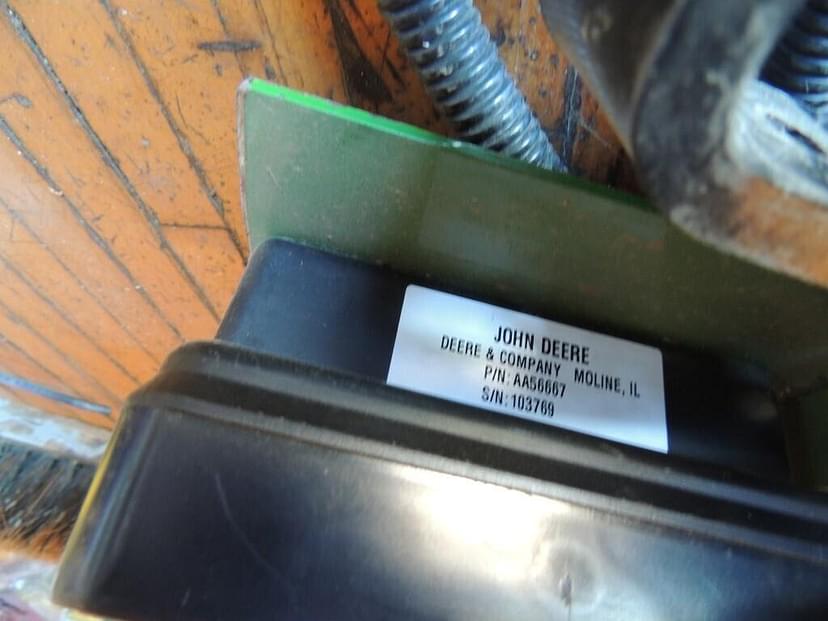 JOHN DEERE
DEERE & COMPANY MOLINE, IL
P/N: AA56667
S/N: 103769